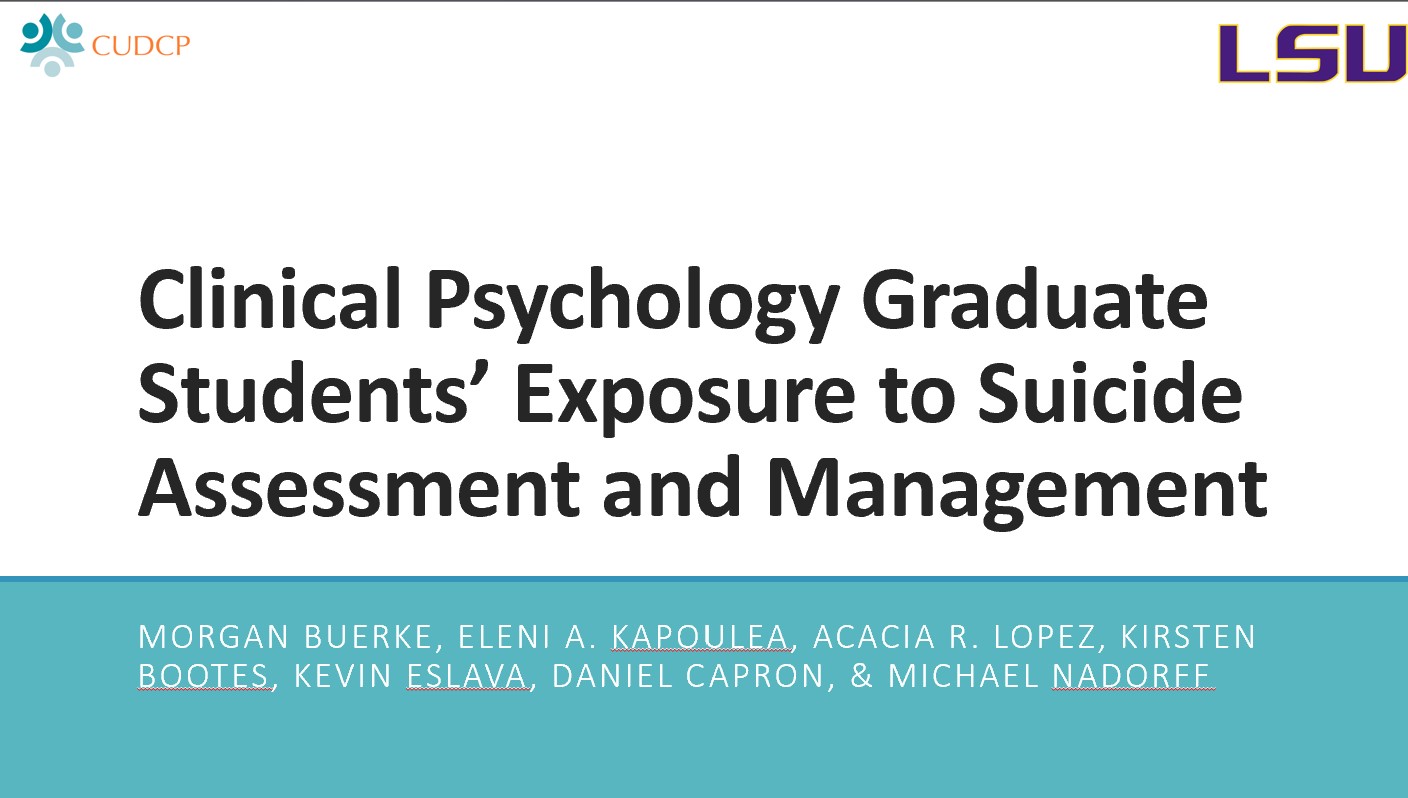 CUDCP
LSU
Clinical Psychology Graduate
Students’ Exposure to Suicide
Assessment and Management
MORGAN BUERKE, ELENI A. KAPOULEA, ACACIA R. LOPEZ, KIRSTEN
BOOTES, KEVIN ESLAVA, DANIEL CAPRON, & MICHAEL NADORFF